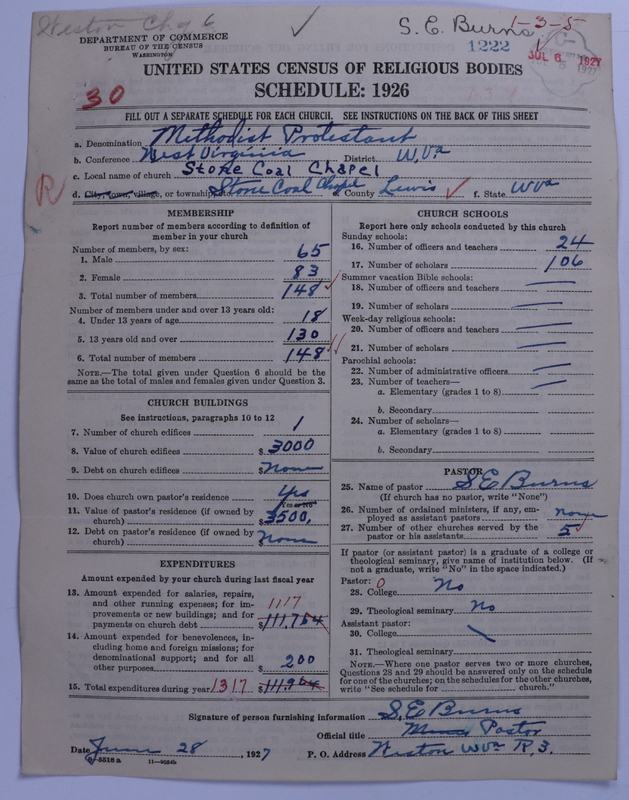 Weston Chg 6
S. E. Burns
1-3-5
DEPARTMENT OF COMMERCE
BUREAU OF THE CENSUS
WASHINGTON
1222
JUL 6 1927
UNITED STATES CENSUS OF RELIGIOUS BODIES
30
SCHEDULE: 1926
FILL OUT A SEPARATE SCHEDULE FOR EACH CHURCH. SEE INSTRUCTIONS ON THE BACK OF THIS SHEET
a. Denomination Methodist Protestant
b. Conference West Virginia District W.Va
c. Local name of church Stone Coal Chapel
R
d. City, town, village, or township Stone Coal Chapel e. County Lewis f. State W Va
MEMBERSHIP
Report number of members according to definition of member in your church
Number of members, by sex:
1. Male 65
2. Female 83
3. Total number of members 148
Number of members under and over 13 years old:
4. Under 13 years of age 18
5. 13 years old and over 130
6. Total number of members 148
NOTE.—The total given under Question 6 should be the
same as the total of males and females given under Question 3.
CHURCH BUILDINGS
See instructions, paragraphs 10 to 12
7. Number of church edifices 1
8. Value of church edifices $3000
9. Debt on church edifices $None
10. Does church own pastor's residence Yes
(Yes or No)
11. Value of pastor's residence (if owned by
church) $3500.
12. Debt on pastor's residence (if owned by
church) $None
EXPENDITURES
Amount expended by your church during last fiscal year
13. Amount expended for salaries, repairs,
and other running expenses; for im-
provements or new buildings; and for
payments on church debt 1117 $111,764
14. Amount expended for benevolences, in-
cluding home and foreign missions; for
denominational support; and for all
other purposes $200
15. Total expenditures during year 1317 $111,964
CHURCH SCHOOLS
Report here only schools conducted by this church
Sunday schools:
16. Number of officers and teachers 24
17. Number of scholars 106
Summer vacation Bible schools:
18. Number of officers and teachers —
19. Number of scholars —
Week-day religious schools:
20. Number of officers and teachers —
21. Number of scholars —
Parochial schools:
22. Number of administrative officers —
23. Number of teachers— —
a. Elementary (grades 1 to 8)
b. Secondary
24. Number of scholars—
a. Elementary (grades 1 to 8)
b. Secondary
PASTOR
25. Name of pastor S E Burns
(If church has no pastor, write "None")
26. Number of ordained ministers, if any, em-
ployed as assistant pastors None
27. Number of other churches served by the
pastor or his assistants 5
If pastor (or assistant pastor) is a graduate of a college or
theological seminary, give name of institution below. (If
not a graduate, write "No" in the space indicated.)
Pastor: 0
28. College No
29. Theological seminary No
Assistant pastor:
30. College
31. Theological seminary
NOTE.—Where one pastor serves two or more churches,
Questions 28 and 29 should be answered only on the schedule
for one of the churches; on the schedules for the other churches,
write "See schedule for church."
Signature of person furnishing information S. E Burns
Official title Pastor
Date June 28, 1927 P. O. Address Weston W Va R. 3.
8—5518 a 11—9034b